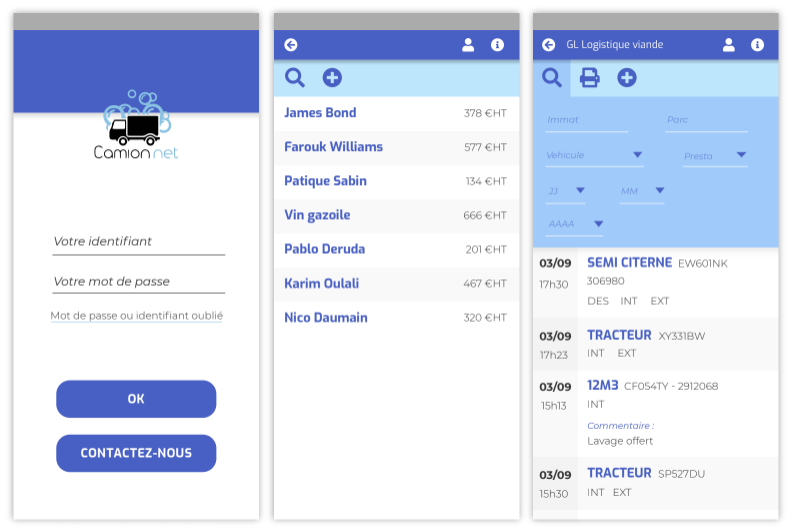 Camion net
Votre identifiant
Votre mot de passe
Mot de passe ou identifiant oublié
OK
CONTACTEZ-NOUS
James Bond 378 €HT
Farouk Williams 577 €HT
Patique Sabin 134 €HT
Vin gazoile 666 €HT
Pablo Deruda 201 €HT
Karim Oulali 467 €HT
Nico Daumain 320 €HT
GL Logistique viande
Immat Parc
Vehicule Presta
JJ MM
AAAA
03/09 SEMI CITERNE EW601NK
17h30 306980
DES INT EXT
03/09 TRACTEUR XY331BW
17h23 INT EXT
03/09 12M3 CF054TY - 2912068
15h13 INT
Commentaire :
Lavage offert
03/09 TRACTEUR SP527DU
15h30 INT EXT